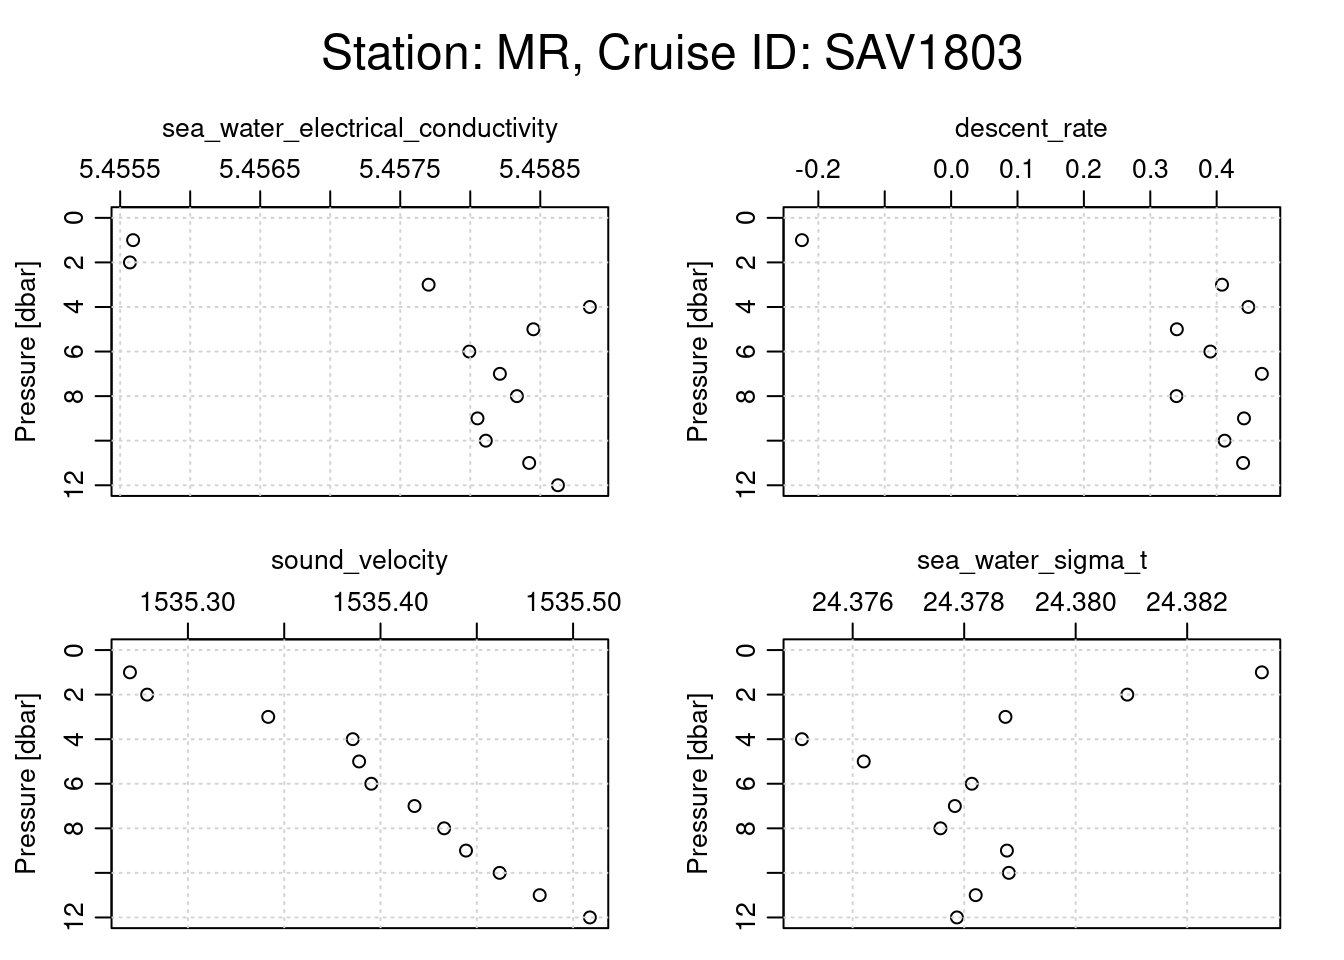 Station: MR, Cruise ID: SAV1803
sea_water_electrical_conductivity
5.4555 5.4565 5.4575 5.4585
Pressure [dbar]
0
2
4
6
8
12
descent_rate
-0.2 0.0 0.1 0.2 0.3 0.4
Pressure [dbar]
0
2
4
6
8
12
sound_velocity
1535.30 1535.40 1535.50
Pressure [dbar]
0
2
4
6
8
12
sea_water_sigma_t
24.376 24.378 24.380 24.382
Pressure [dbar]
0
2
4
6
8
12